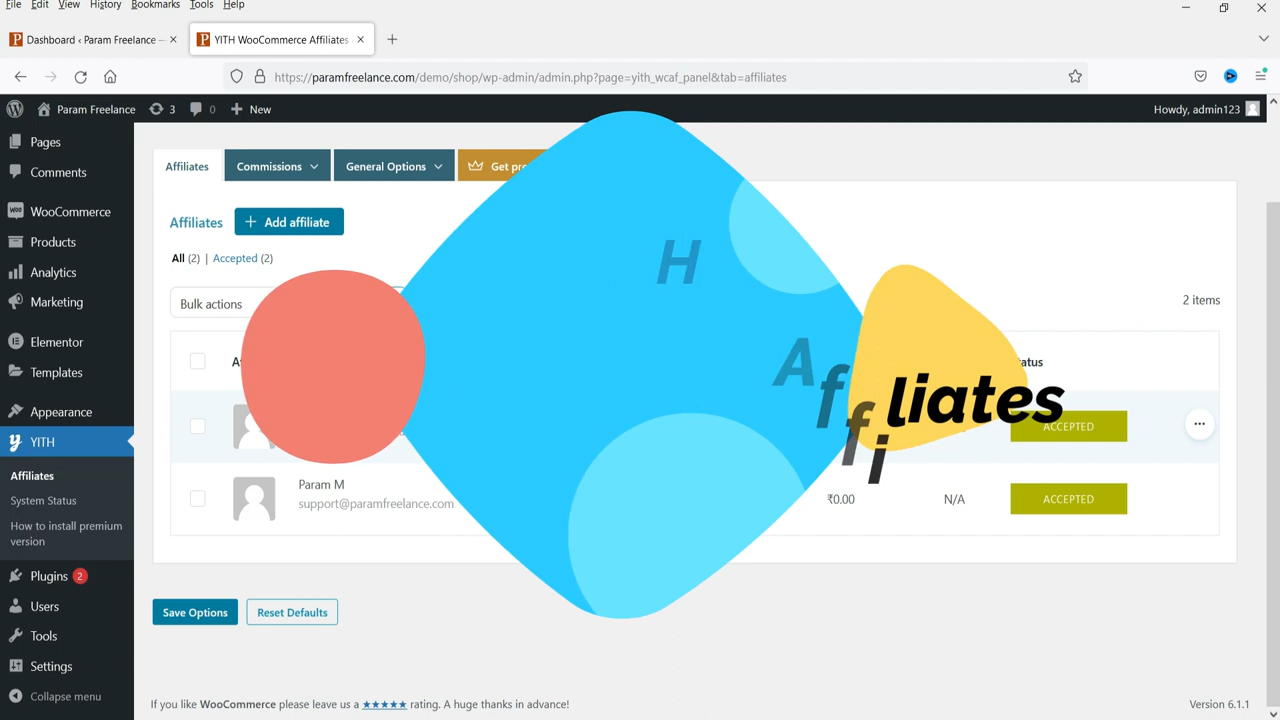 File Edit View History Bookmarks Tools Help
Dashboard ‹ Param Freelance —
YITH WooCommerce Affiliates
https://paramfreelance.com/demo/shop/wp-admin/admin.php?page=yith_wcaf_panel&tab=affiliates
Param Freelance 3 0 New
Howdy, admin123
Pages
Comments
WooCommerce
Products
Analytics
Marketing
Elementor
Templates
Appearance
YITH
Affiliates
System Status
How to install premium
version
Plugins 2
Users
Tools
Settings
Collapse menu
Affiliates Commissions General Options Get
Affiliates Add affiliate
All (2) | Accepted (2)
Bulk actions
2 items
H
Affiliates
ACCEPTED
Param M
support@paramfreelance.com
₹0.00 N/A ACCEPTED
Save Options Reset Defaults
If you like WooCommerce please leave us a ★★★★★ rating. A huge thanks in advance!
Version 6.1.1